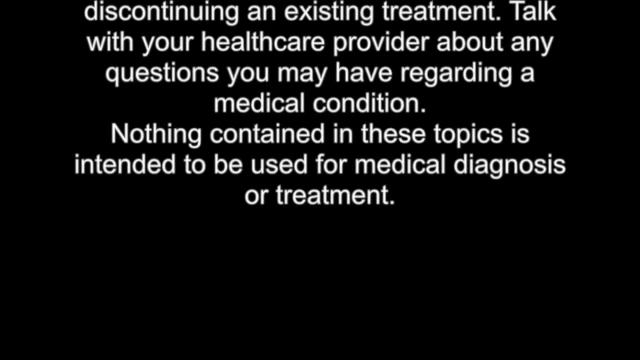 discontinuing an existing treatment. Talk
with your healthcare provider about any
questions you may have regarding a
medical condition.
Nothing contained in these topics is
intended to be used for medical diagnosis
or treatment.